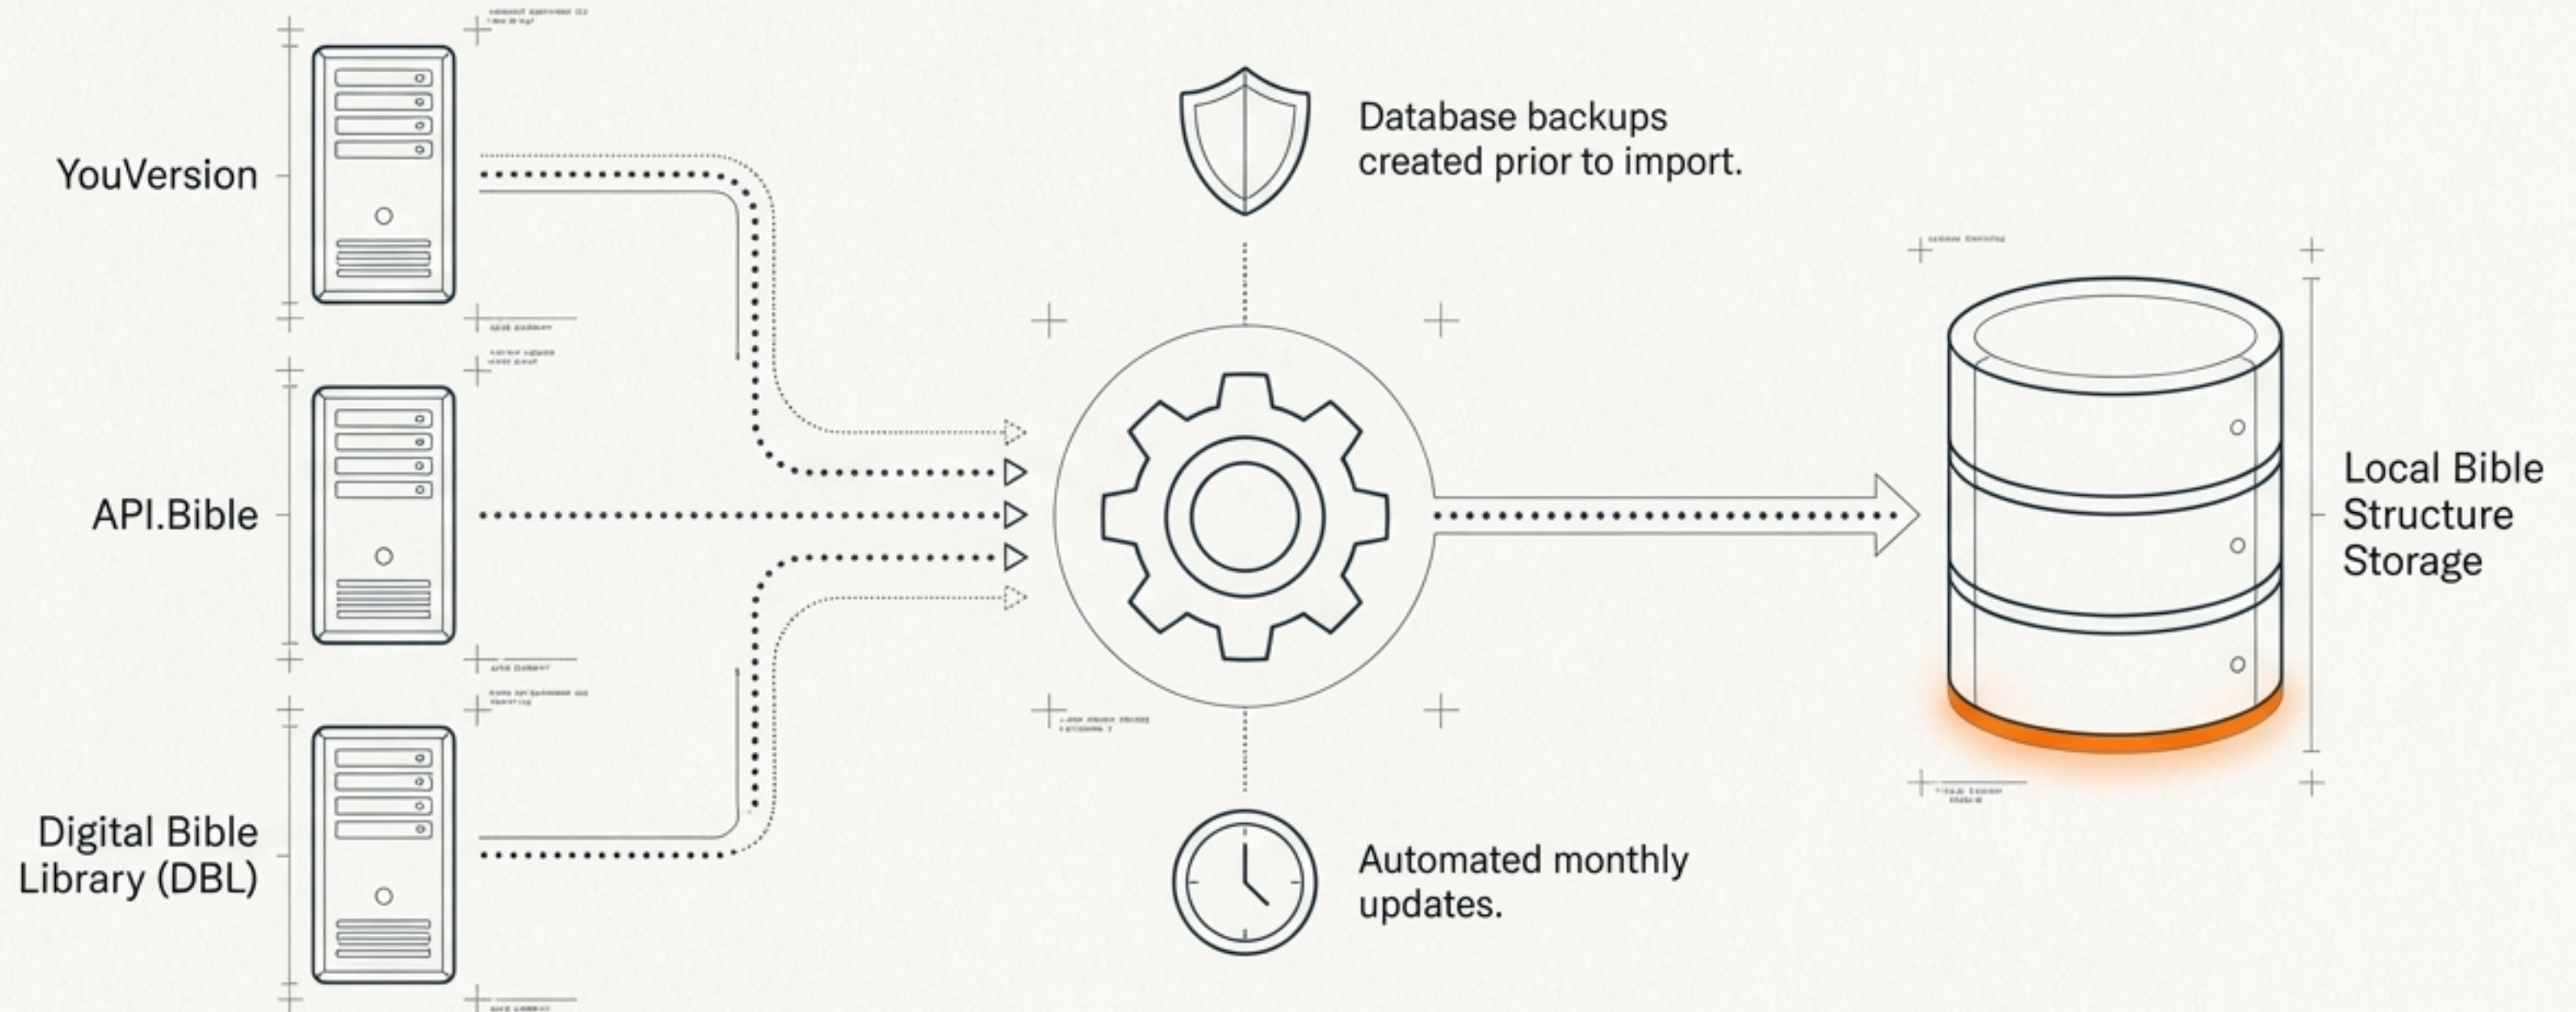 YouVersion
API.Bible
Digital Bible
Library (DBL)
Database backups
created prior to import.
Automated monthly
updates.
Local Bible
Structure
Storage